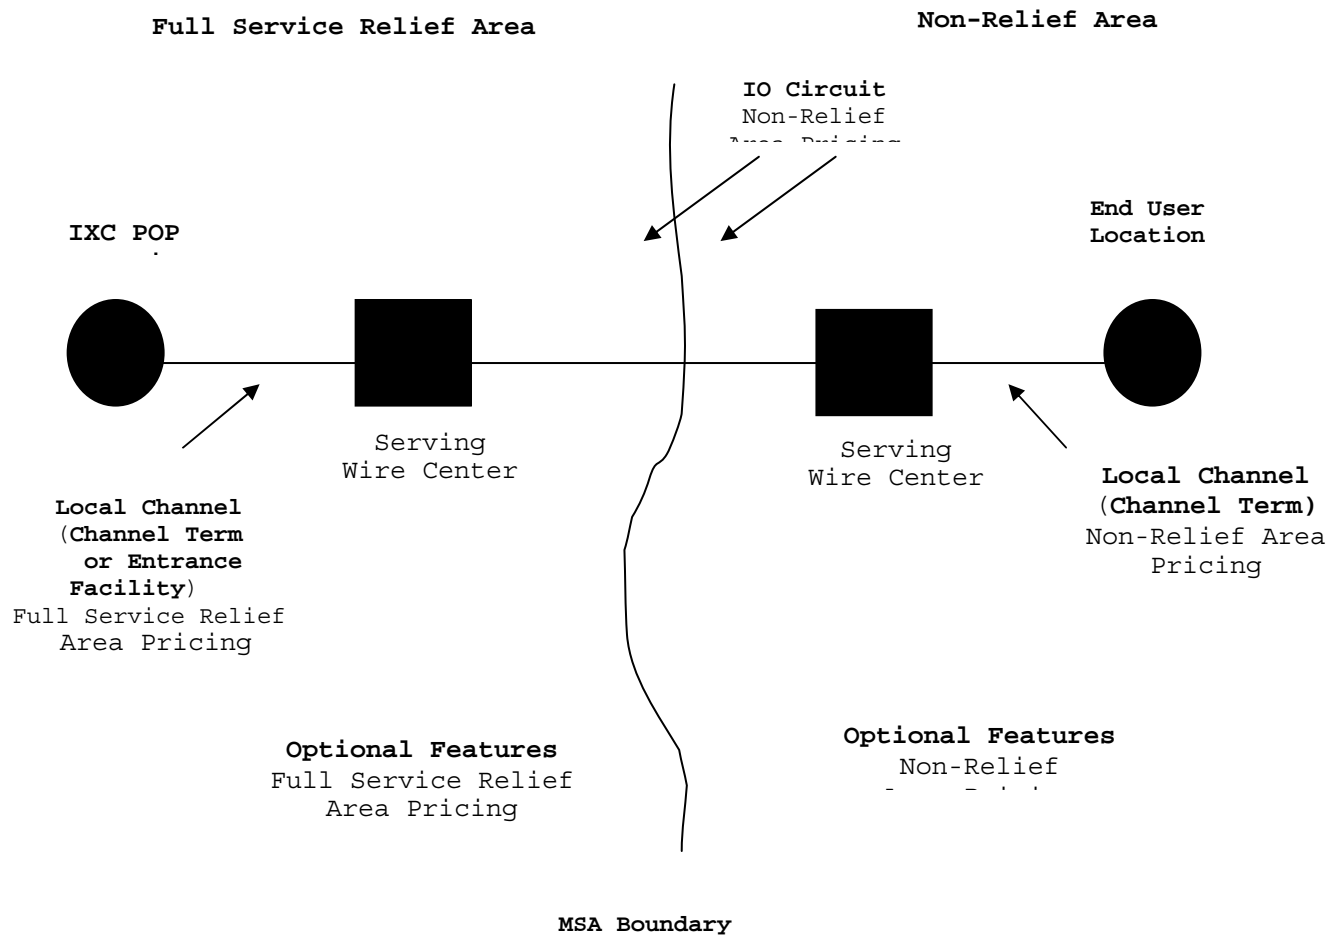 Full Service Relief Area
Non-Relief Area
IO Circuit
Non-Relief
Area Pricing
IXC POP
End User
Location
Serving
Wire Center
Serving
Wire Center
Local Channel
(Channel Term
or Entrance
Facility)
Full Service Relief
Area Pricing
Local Channel
(Channel Term)
Non-Relief Area
Pricing
Optional Features
Full Service Relief
Area Pricing
Optional Features
Non-Relief
MSA Boundary